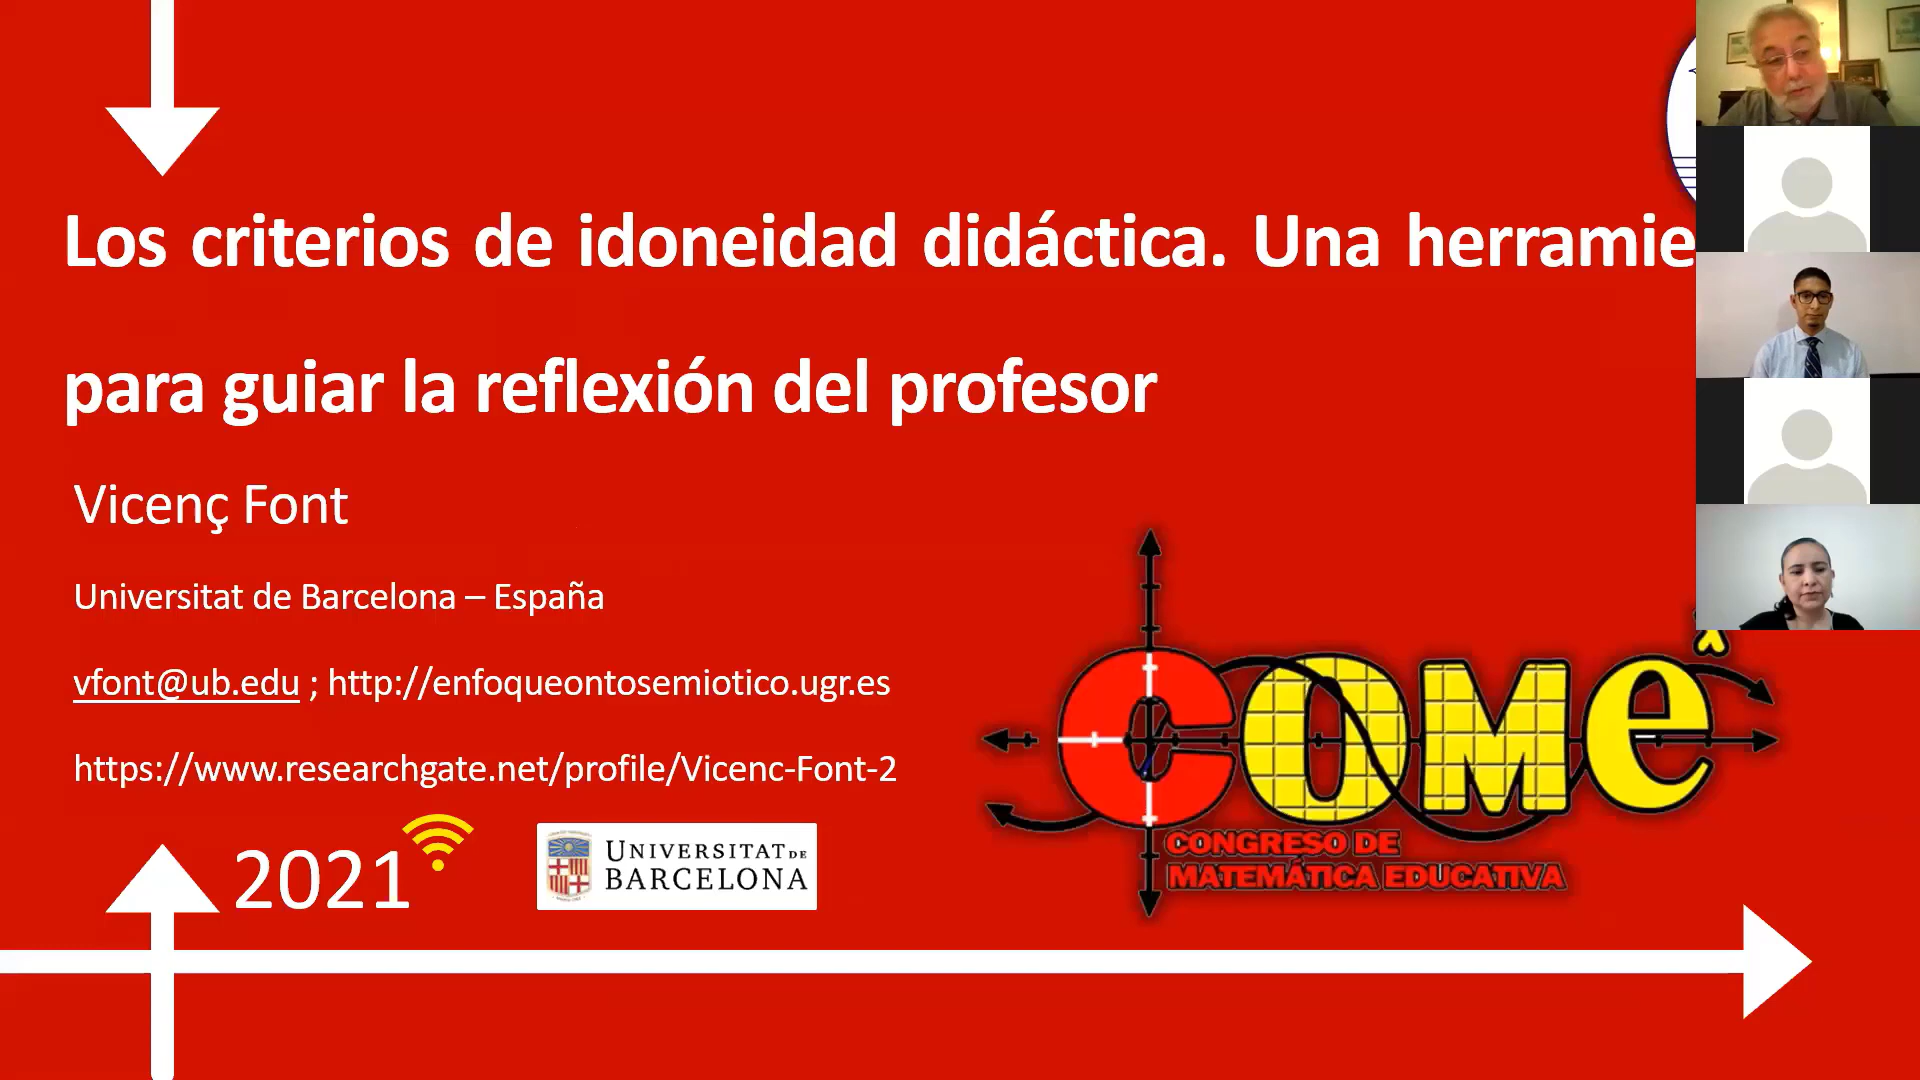 Los criterios de idoneidad didáctica. Una herramie
para guiar la reflexión del profesor
Vicenç Font
Universitat de Barcelona – España
vfont@ub.edu ; http://enfoqueontosemiotico.ugr.es
https://www.researchgate.net/profile/Vicenc-Font-2
2021
UNIVERSITAT DE
BARCELONA
COMe^x
CONGRESO DE
MATEMÁTICA EDUCATIVA